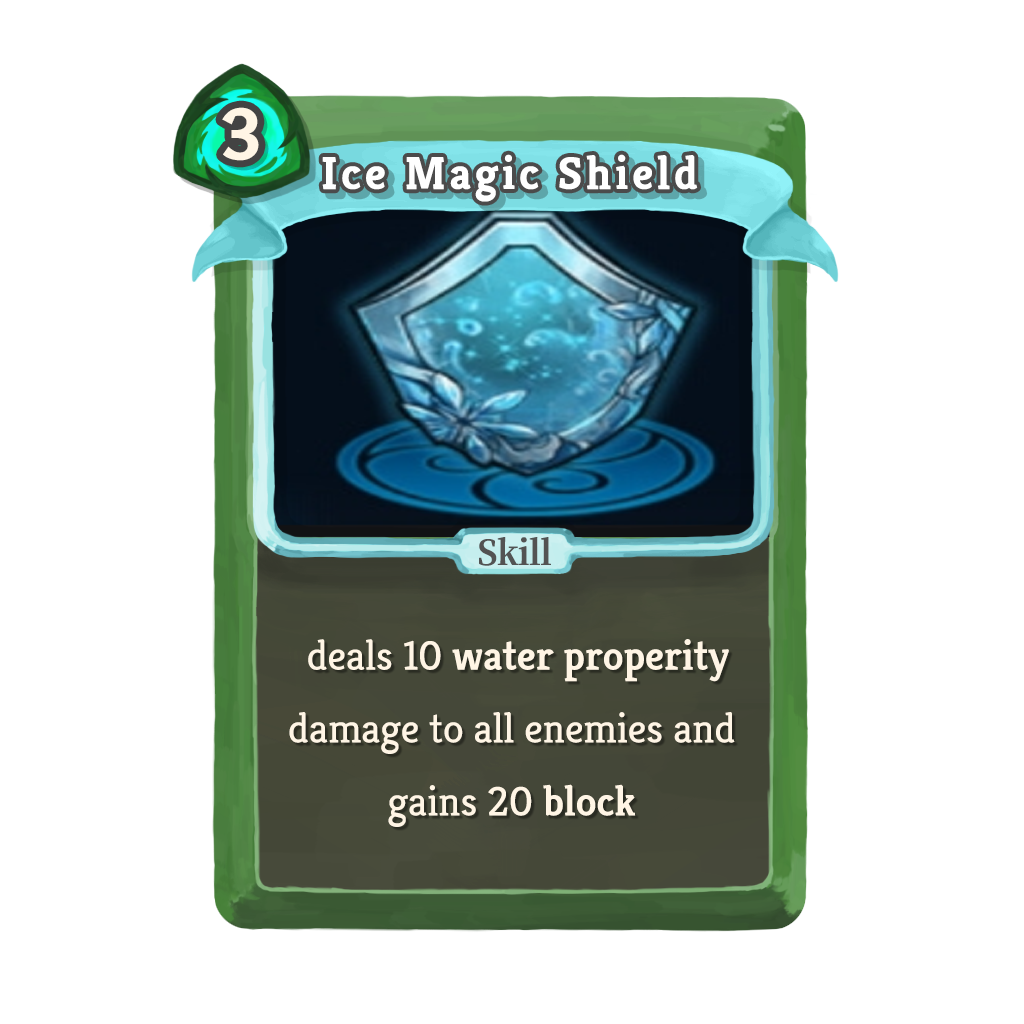 3
Ice Magic Shield
Skill
deals 10 water properity
damage to all enemies and
gains 20 block